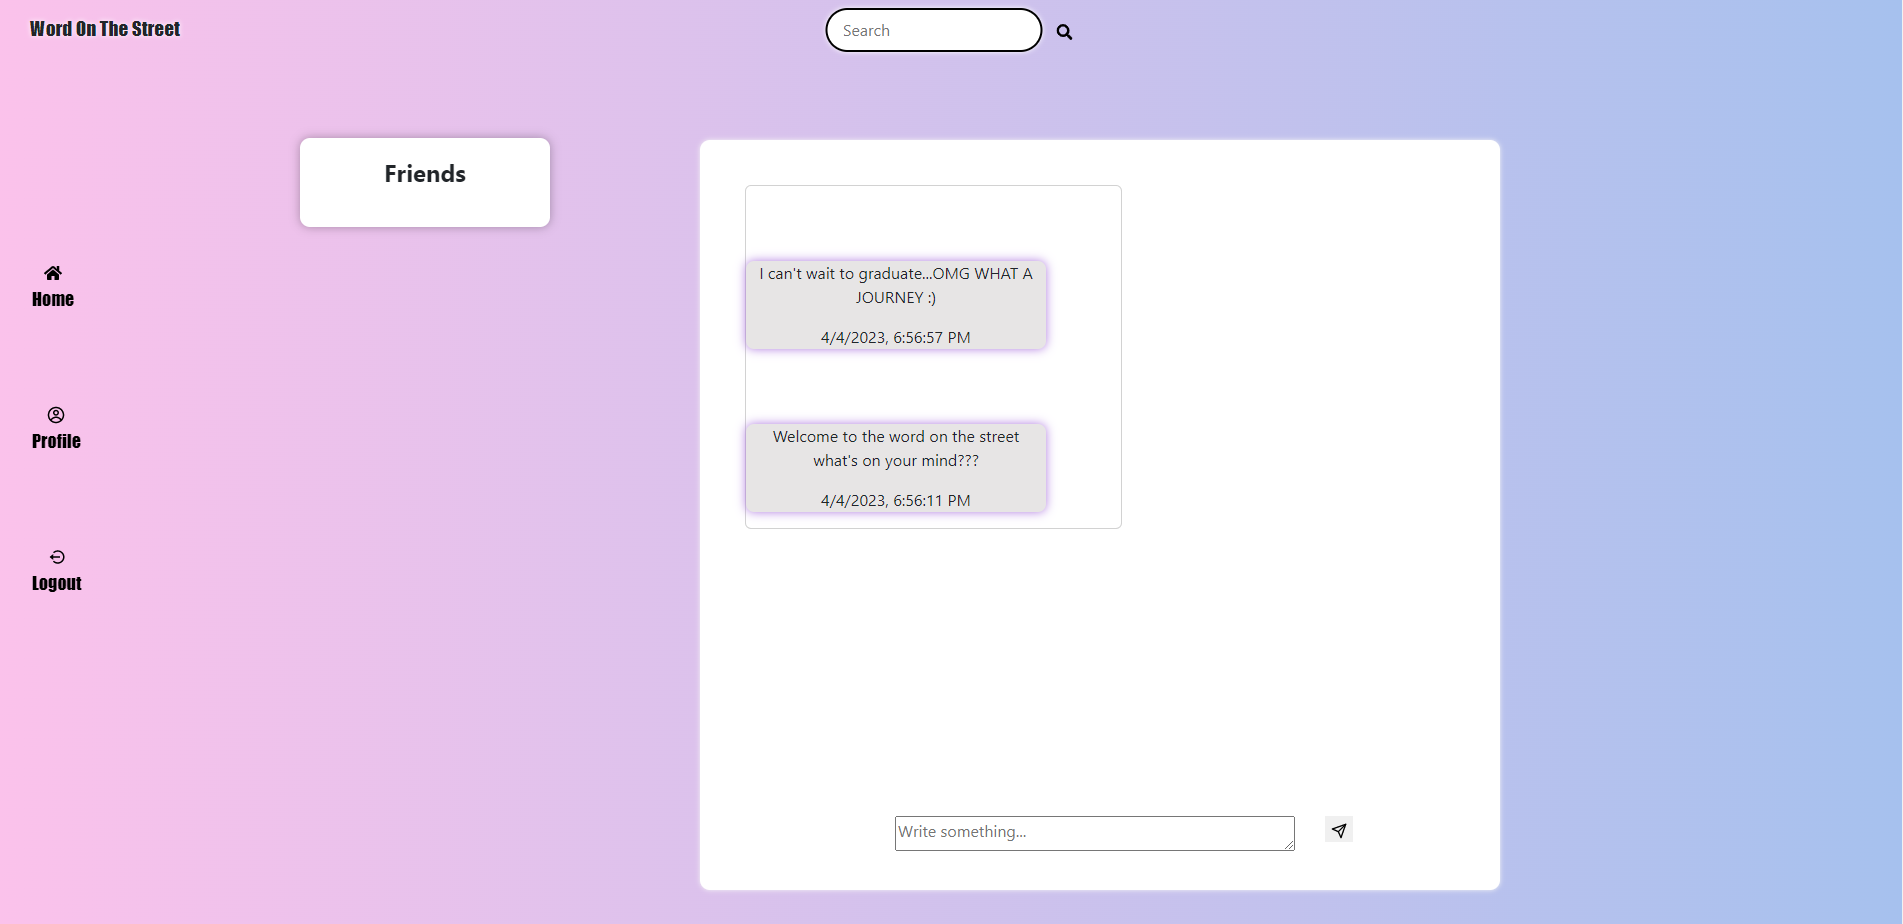 Word On The Street
Search
Friends
Home
Profile
Logout
I can't wait to graduate...OMG WHAT A
JOURNEY :)
4/4/2023, 6:56:57 PM
Welcome to the word on the street
what's on your mind???
4/4/2023, 6:56:11 PM
Write something...